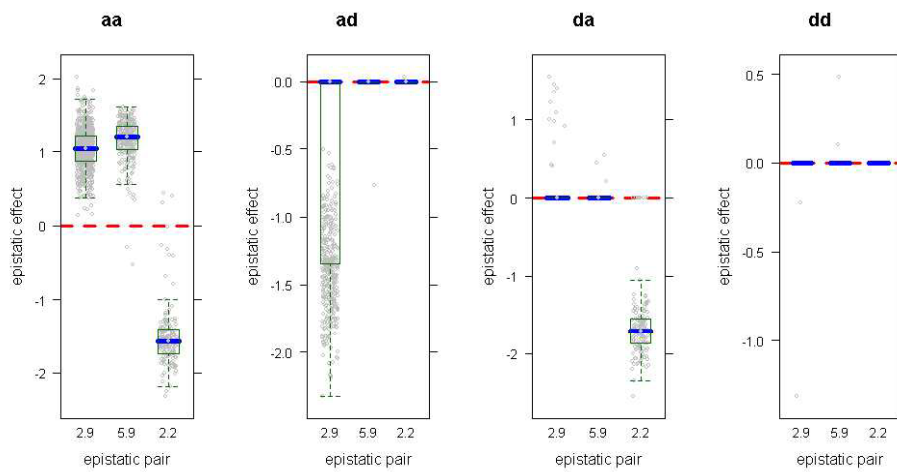 aa
ad
da
dd
epistatic effect
2
1
0
-1
-2
2.9 5.9 2.2
epistatic pair
epistatic effect
0.0
-0.5
-1.0
-1.5
-2.0
2.9 5.9 2.2
epistatic pair
epistatic effect
1
0
-1
-2
2.9 5.9 2.2
epistatic pair
epistatic effect
0.5
0.0
-0.5
-1.0
2.9 5.9 2.2
epistatic pair